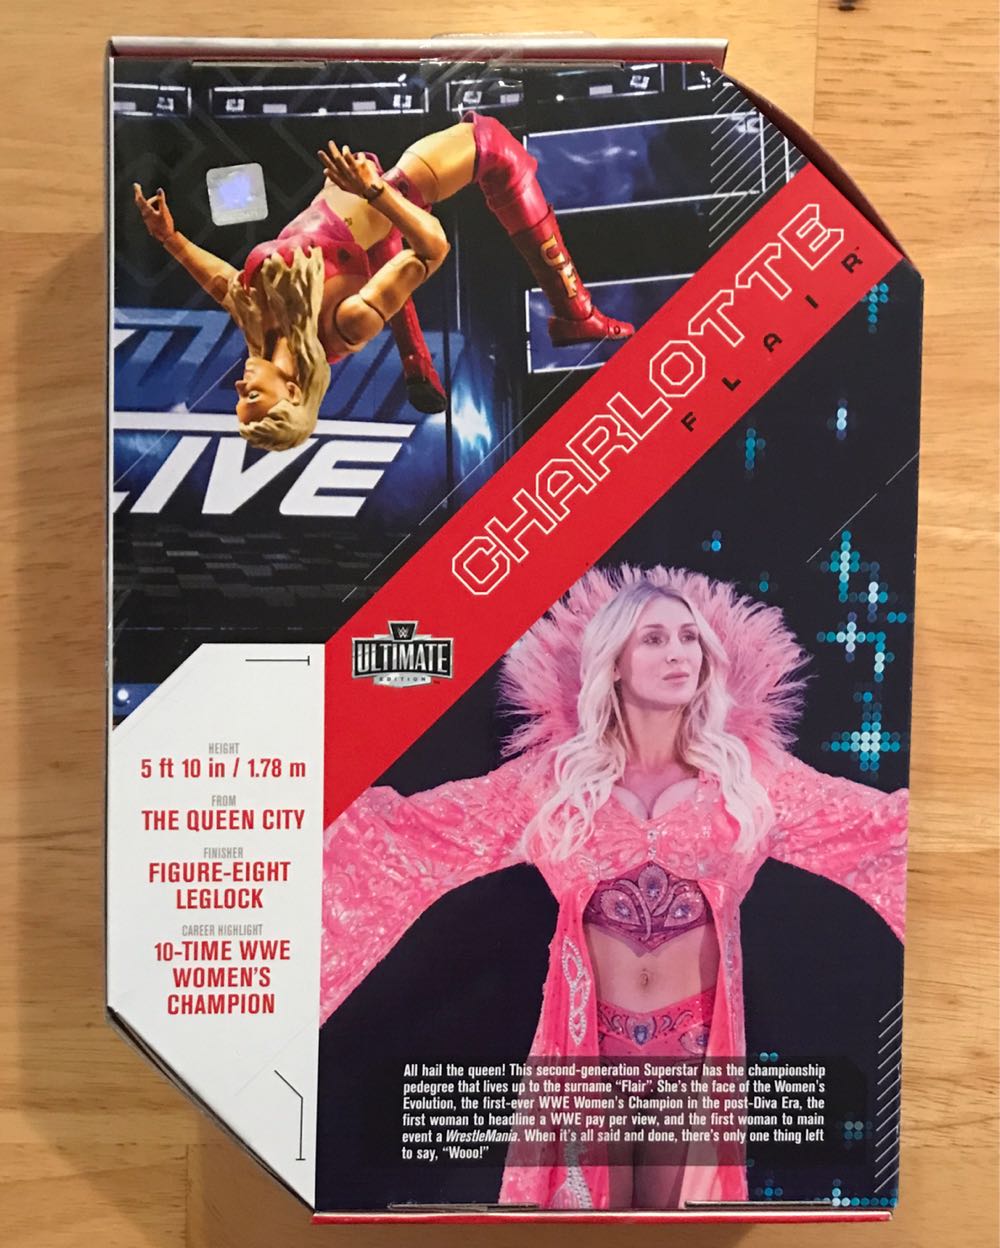 LIVE
CHARLOTTE
FLAIR™
W
ULTIMATE
EDITION™
HEIGHT
5 ft 10 in / 1.78 m
FROM
THE QUEEN CITY
FINISHER
FIGURE-EIGHT
LEGLOCK
CAREER HIGHLIGHT
10-TIME WWE
WOMEN'S
CHAMPION
All hail the queen! This second-generation Superstar has the championship
pedegree that lives up to the surname “Flair”. She's the face of the Women's
Evolution, the first-ever WWE Women's Champion in the post-Diva Era, the
first woman to headline a WWE pay per view, and the first woman to main
event a WrestleMania. When it's all said and done, there's only one thing left
to say, “Wooo!”